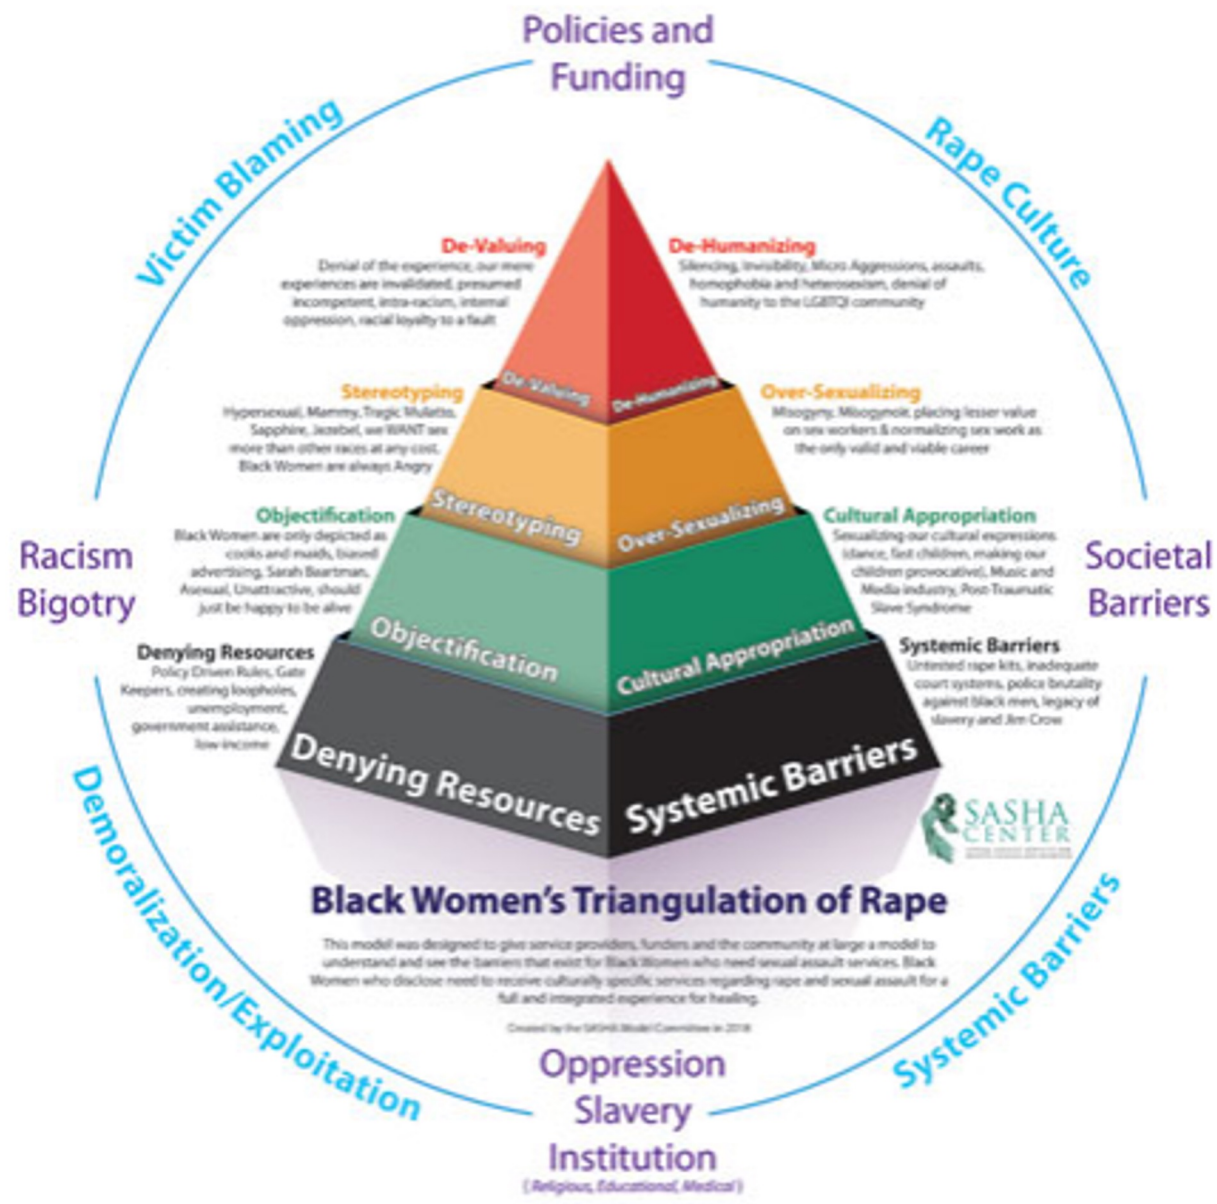 Policies and
Funding
Victim Blaming
Rape Culture
De-Valuing
Denial of the experience, our mere
experiences are invalidated, presumed
incompetent, intra-racism, internal
oppression, racial loyalty to a fault
De-Humanizing
Silencing, Invisibility, Micro Aggressions, assaults,
homophobia and heterosexism, denial of
humanity to the LGBTQI community
De-Valuing
De-Humanizing
Stereotyping
Hypersexual, Mammy, Tragic Mulatto,
Sapphire, Jezebel, we WANT sex
more than other races at any cost,
Black Women are always Angry
Over-Sexualizing
Misogyny, Misogynoir, placing lesser value
on sex workers & normalizing sex work as
the only valid and viable career
Stereotyping
Over-Sexualizing
Objectification
Black Women are only depicted as
cooks and maids, biased
advertising, Sarah Baartman,
Asexual, Unattractive, should
just be happy to be alive
Cultural Appropriation
Sexualizing our cultural expressions
(dance, fast children, making our
children provocative), Music and
Media industry, Post-Traumatic
Slave Syndrome
Racism
Bigotry
Societal
Barriers
Objectification
Cultural Appropriation
Denying Resources
Policy Driven Rules, Gate
Keepers, creating loopholes,
unemployment,
government assistance,
low-income
Systemic Barriers
Untested rape kits, inadequate
court systems, police brutality
against black men, legacy of
slavery and Jim Crow
Denying Resources
Systemic Barriers
SASHA
CENTER
Black Women's Triangulation of Rape
This model was designed to give service providers, funders and the community at large a model to
understand and see the barriers that exist for Black Women who need sexual assault services. Black
Women who disclose need to receive culturally specific services regarding rape and sexual assault for a
full and integrated experience for healing.
Created by the SASHA Model Committee in 2018
Demoralization/Exploitation
Systemic Barriers
Oppression
Slavery
Institution
(Religious, Educational, Medical)